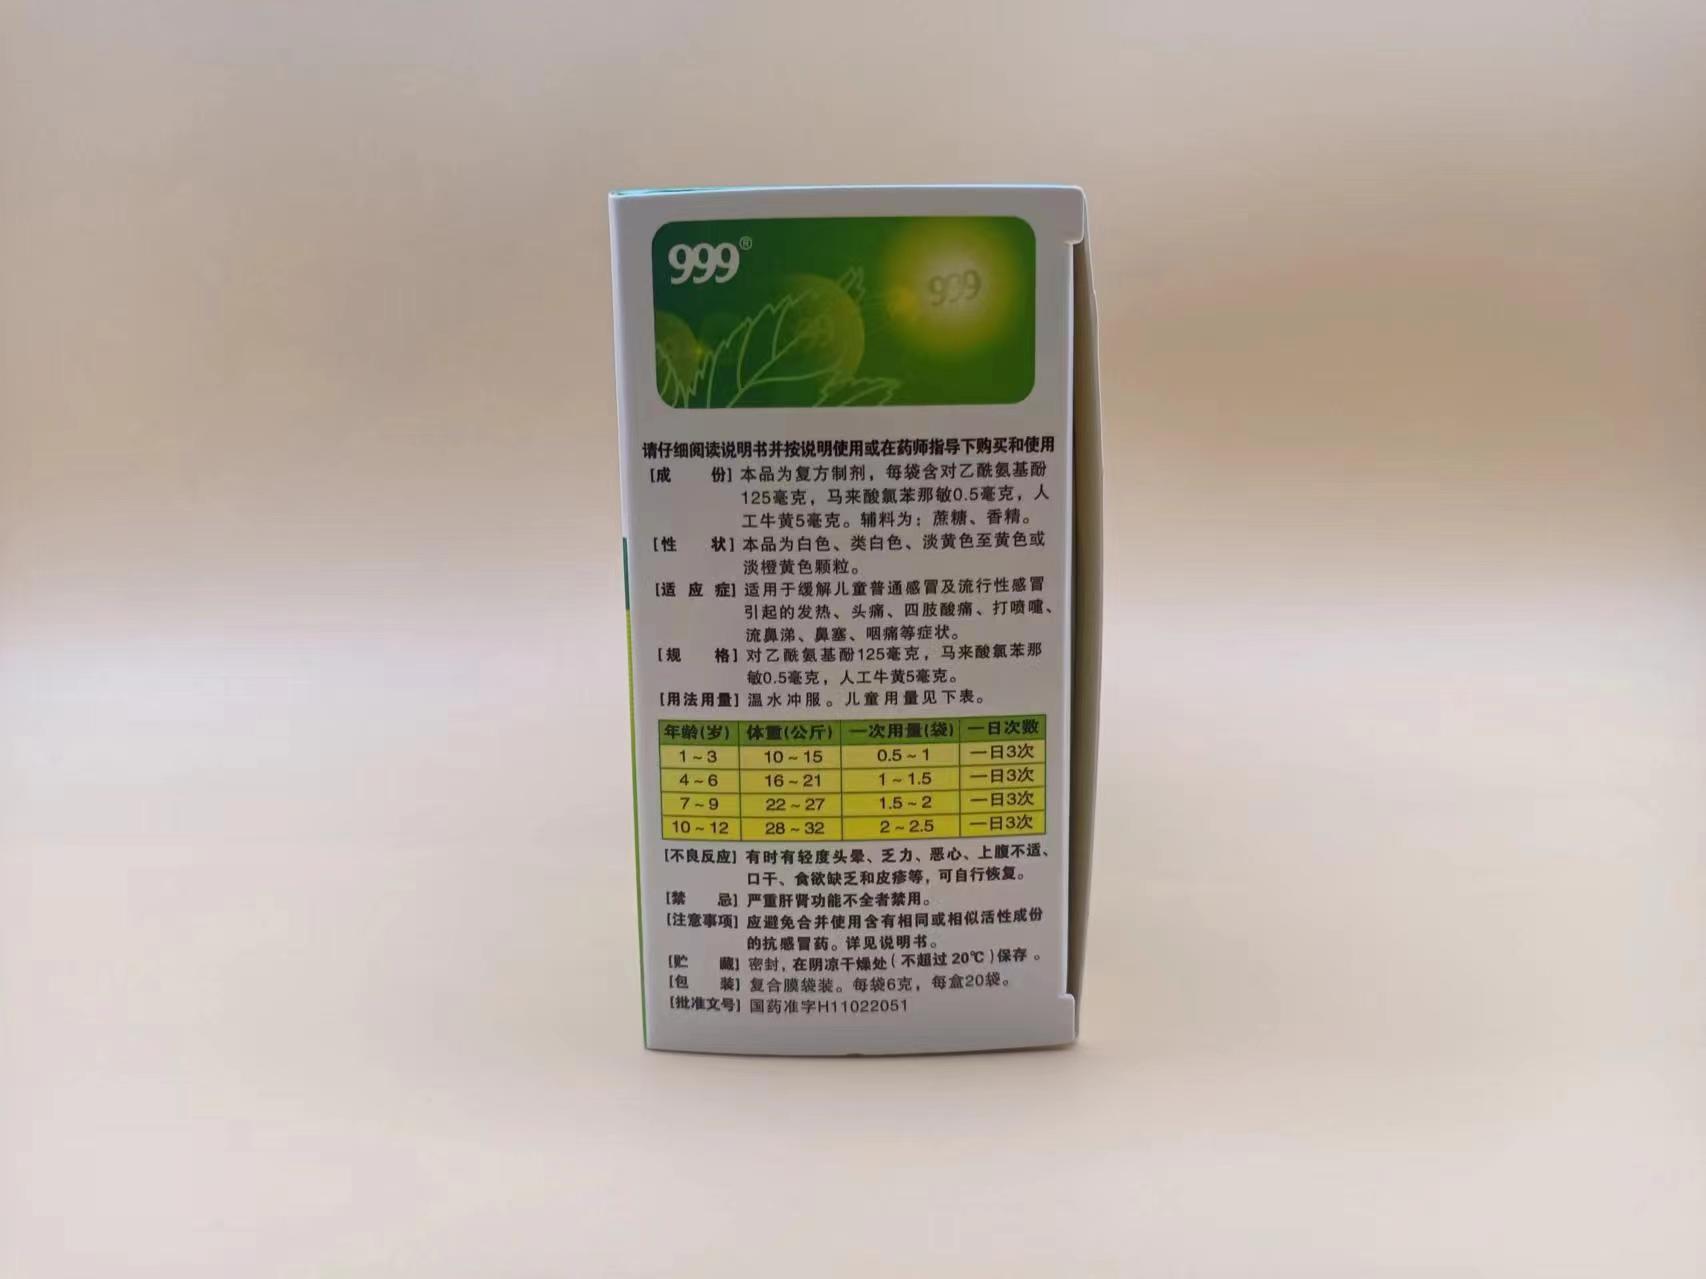 999®
999
请仔细阅读说明书并按说明使用或在药师指导下购买和使用
[成 份] 本品为复方制剂，每袋含对乙酰氨基酚
125毫克，马来酸氯苯那敏0.5毫克，人
工牛黄5毫克。辅料为：蔗糖、香精。
[性 状] 本品为白色、类白色、淡黄色至黄色或
淡橙黄色颗粒。
[适 应 症] 适用于缓解儿童普通感冒及流行性感冒
引起的发热、头痛、四肢酸痛、打喷嚏、
流鼻涕、鼻塞、咽痛等症状。
[规 格] 对乙酰氨基酚125毫克，马来酸氯苯那
敏0.5毫克，人工牛黄5毫克。
[用法用量] 温水冲服。儿童用量见下表。
年龄(岁) 体重(公斤) 一次用量(袋) 一日次数
1~3 10~15 0.5~1 一日3次
4~6 16~21 1~1.5 一日3次
7~9 22~27 1.5~2 一日3次
10~12 28~32 2~2.5 一日3次
[不良反应] 有时有轻度头晕、乏力、恶心、上腹不适、
口干、食欲缺乏和皮疹等，可自行恢复。
[禁 忌] 严重肝肾功能不全者禁用。
[注意事项] 应避免合并使用含有相同或相似活性成份
的抗感冒药。详见说明书。
[贮 藏] 密封，在阴凉干燥处（不超过20℃）保存。
[包 装] 复合膜袋装。每袋6克，每盒20袋。
[批准文号] 国药准字H11022051